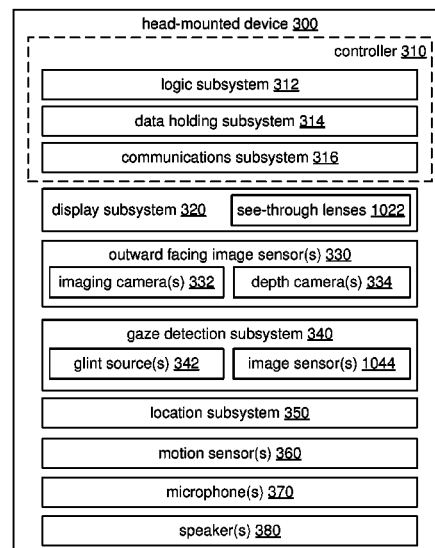 head-mounted device 300
controller 310
logic subsystem 312
data holding subsystem 314
communications subsystem 316
display subsystem 320 see-through lenses 1022
outward facing image sensor(s) 330
imaging camera(s) 332 depth camera(s) 334
gaze detection subsystem 340
glint source(s) 342 image sensor(s) 1044
location subsystem 350
motion sensor(s) 360
microphone(s) 370
speaker(s) 380